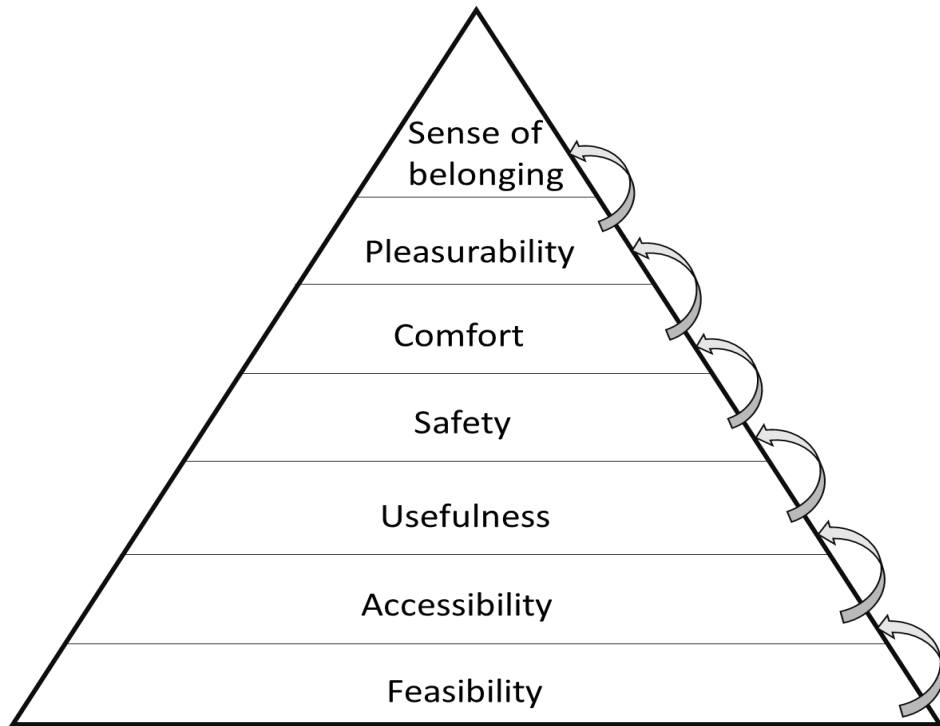 Sense of
belonging
Pleasurability
Comfort
Safety
Usefulness
Accessibility
Feasibility